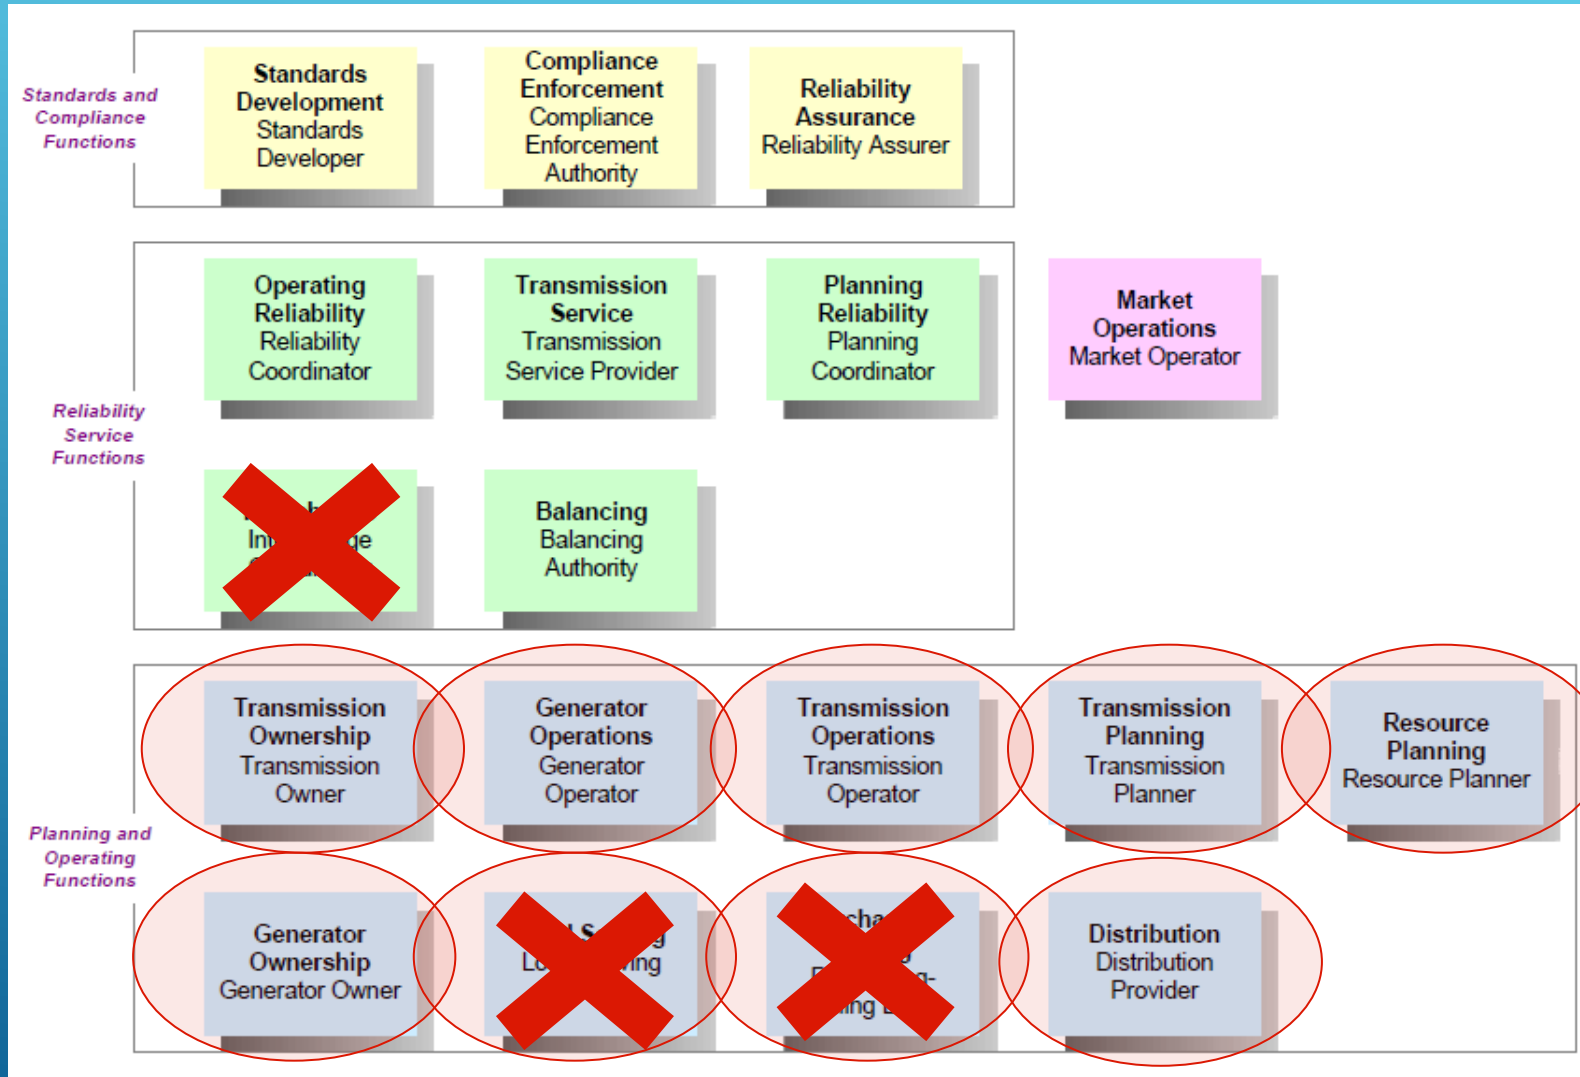 Standards and
Compliance
Functions
Standards
Development
Standards
Developer
Compliance
Enforcement
Compliance
Enforcement
Authority
Reliability
Assurance
Reliability Assurer
Reliability
Service
Functions
Operating
Reliability
Reliability
Coordinator
Transmission
Service
Transmission
Service Provider
Planning
Reliability
Planning
Coordinator
Market
Operations
Market Operator
Balancing
Balancing
Authority
Planning and
Operating
Functions
Transmission
Ownership
Transmission
Owner
Generator
Operations
Generator
Operator
Transmission
Operations
Transmission
Operator
Transmission
Planning
Transmission
Planner
Resource
Planning
Resource Planner
Generator
Ownership
Generator Owner
Distribution
Distribution
Provider